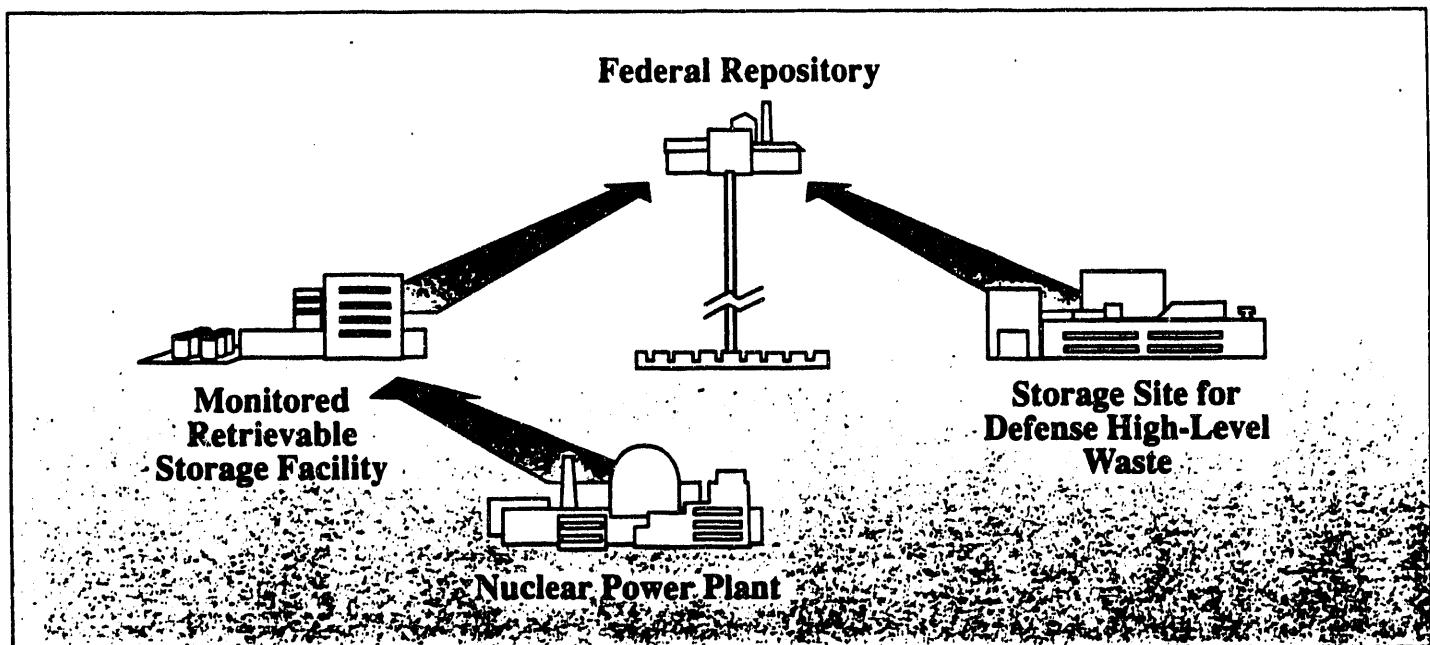 Federal Repository
Monitored
Retrievable
Storage Facility
Storage Site for
Defense High-Level
Waste
Nuclear Power Plant